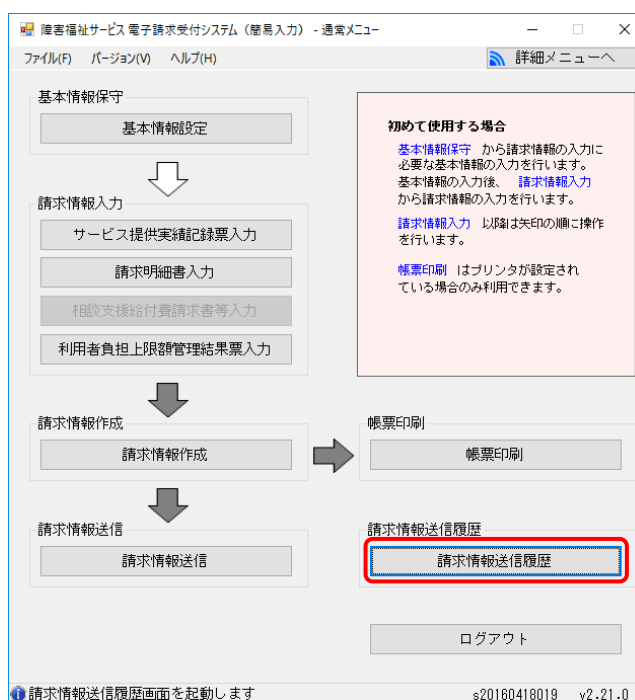 障害福祉サービス 電子請求受付システム（簡易入力） - 通常メニュー
ファイル(F) バージョン(V) ヘルプ(H)
詳細メニューへ
基本情報保守
基本情報設定
初めて使用する場合
基本情報保守 から請求情報の入力に
必要な基本情報の入力を行います。
基本情報の入力後、 請求情報入力
から請求情報の入力を行います。
請求情報入力 以降は矢印の順に操作
を行います。
帳票印刷 はプリンタが設定され
ている場合のみ利用できます。
請求情報入力
サービス提供実績記録票入力
請求明細書入力
相談支援給付費請求書等入力
利用者負担上限額管理結果票入力
請求情報作成
請求情報作成
帳票印刷
帳票印刷
請求情報送信
請求情報送信
請求情報送信履歴
請求情報送信履歴
ログアウト
請求情報送信履歴画面を起動します
s20160418019 v2.21.0